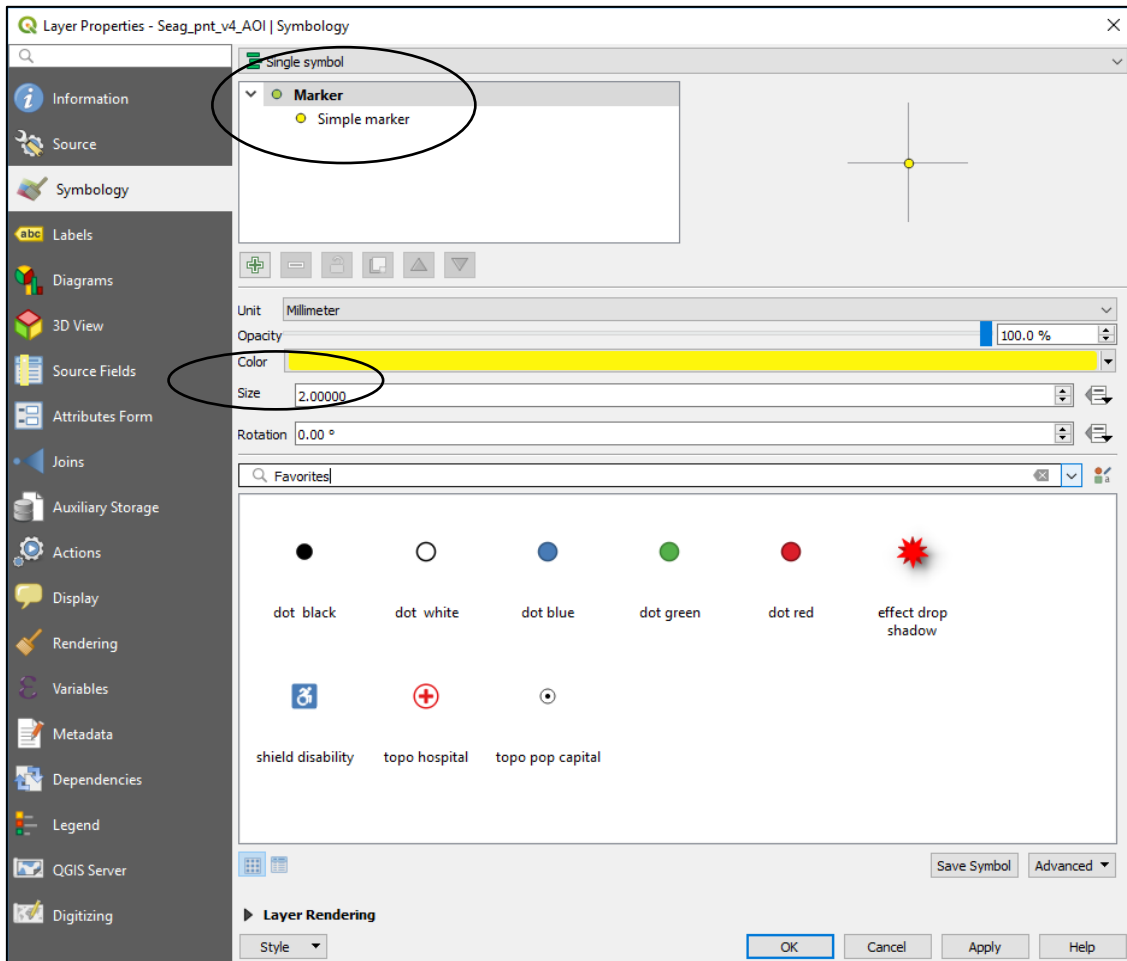 Layer Properties - Seag_pnt_v4_AOI | Symbology
Information
Source
Symbology
abc Labels
Diagrams
3D View
Source Fields
Attributes Form
Joins
Auxiliary Storage
Actions
Display
Rendering
Variables
Metadata
Dependencies
Legend
QGIS Server
Digitizing
Single symbol
Marker
Simple marker
Unit Millimeter
Opacity 100.0 %
Color
Size 2.00000
Rotation 0.00 °
Favorites
dot black
dot white
dot blue
dot green
dot red
effect drop
shadow
shield disability
topo hospital
topo pop capital
Save Symbol
Advanced
Layer Rendering
Style
OK
Cancel
Apply
Help